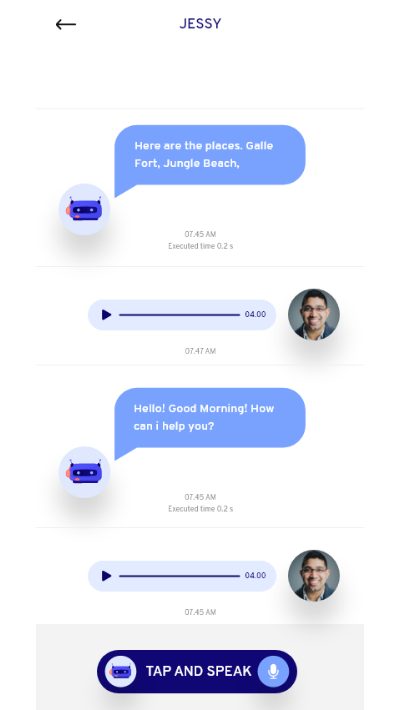 JESSY
Here are the places. Galle
Fort, Jungle Beach,
07.45 AM
Executed time 0.2 s
04.00
07.47 AM
Hello! Good Morning! How
can i help you?
07.45 AM
Executed time 0.2 s
04.00
07.45 AM
TAP AND SPEAK